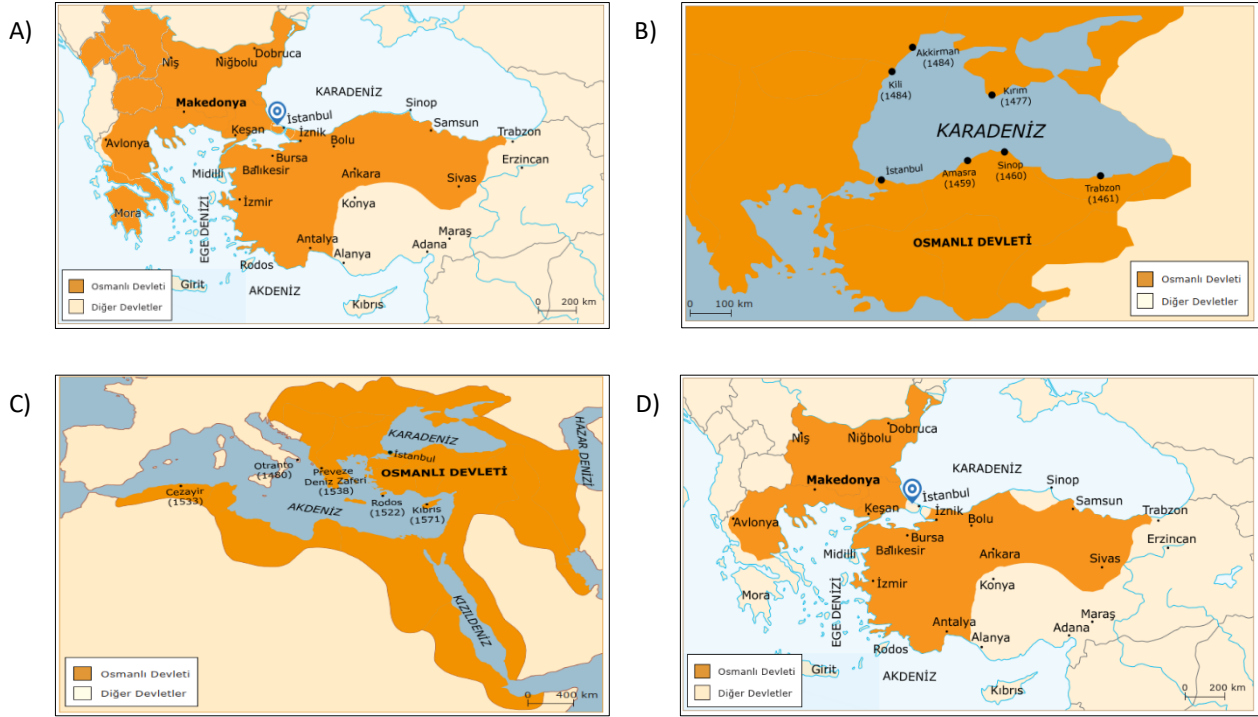 A)
Dobruca
Niş
Niğbolu
KARADENİZ
Makedonya
Sinop
İstanbul
Samsun
Keşan
İznik
Trabzon
Avlonya
Bolu
Bursa
Erzincan
Midilli
Balıkesir
Ankara
Sivas
İzmir
Konya
Mora
EGE DENİZİ
Maraş
Antalya
Adana
Alanya
Rodos
Girit
AKDENİZ
Kıbrıs
Osmanlı Devleti
Diğer Devletler
0 200 km
B)
Akkirman
(1484)
Kili
(1484)
Kırım
(1477)
KARADENİZ
İstanbul
Amasra
(1459)
Sinop
(1460)
Trabzon
(1461)
OSMANLI DEVLETİ
Osmanlı Devleti
Diğer Devletler
0 100 km
C)
KARADENİZ
HAZAR DENİZİ
İstanbul
Otranto
(1480)
Preveze
Deniz Zaferi
(1538)
OSMANLI DEVLETİ
Cezayir
(1533)
Rodos
(1522)
Kıbrıs
(1571)
AKDENİZ
KIZILDENİZ
Osmanlı Devleti
Diğer Devletler
0 400 km
D)
Dobruca
Niş
Niğbolu
KARADENİZ
Makedonya
Sinop
İstanbul
Samsun
Keşan
İznik
Trabzon
Avlonya
Bolu
Bursa
Erzincan
Midilli
Balıkesir
Ankara
Sivas
İzmir
Konya
Mora
EGE DENİZİ
Maraş
Antalya
Adana
Alanya
Rodos
Girit
AKDENİZ
Kıbrıs
Osmanlı Devleti
Diğer Devletler
0 200 km